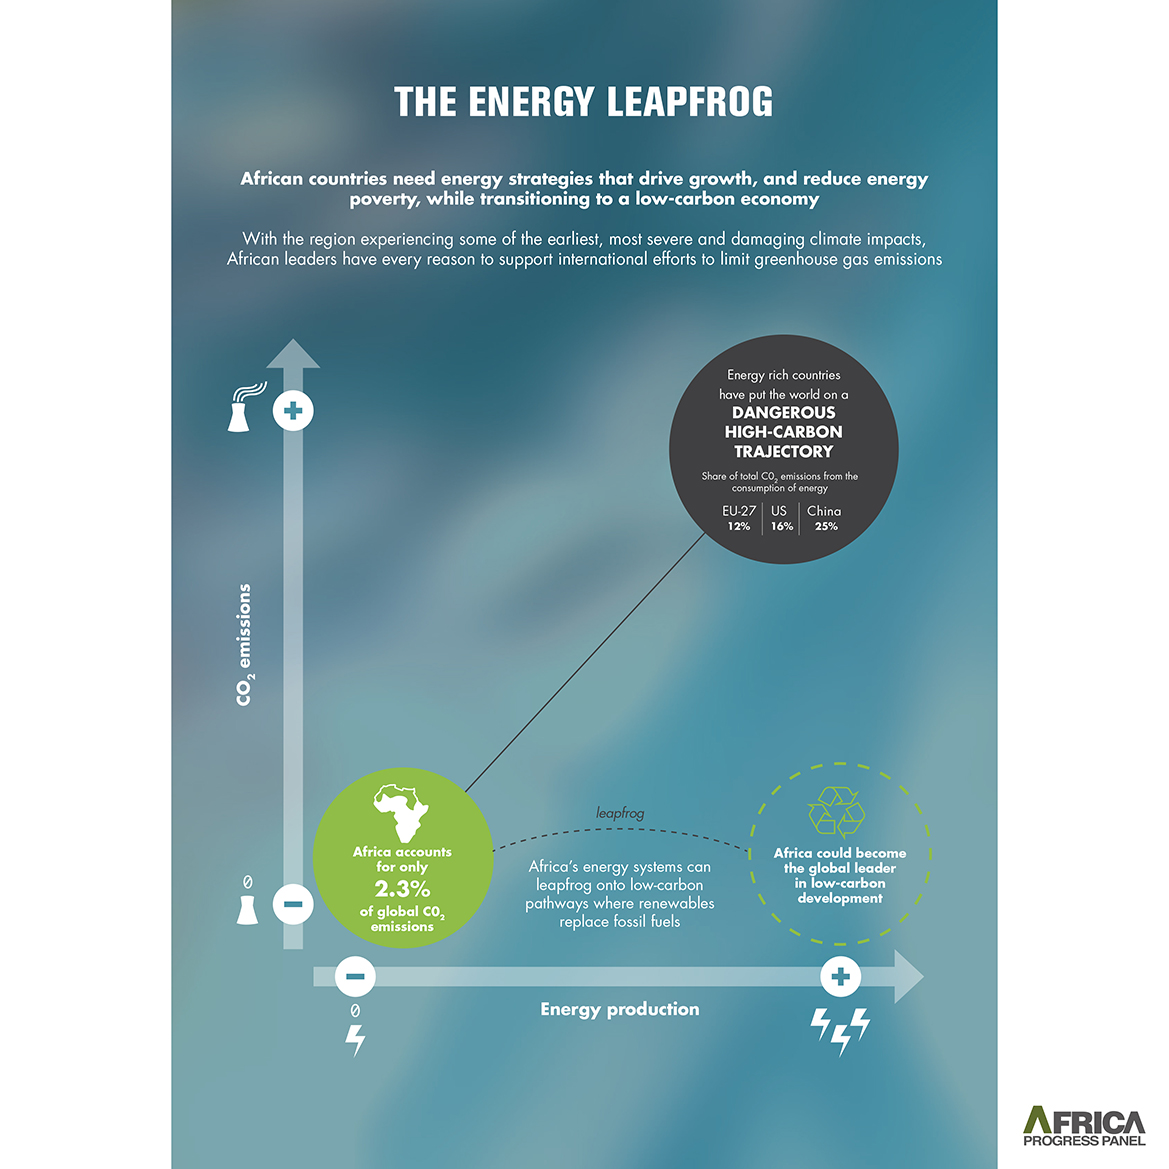 THE ENERGY LEAPFROG
African countries need energy strategies that drive growth, and reduce energy
poverty, while transitioning to a low-carbon economy
With the region experiencing some of the earliest, most severe and damaging climate impacts,
African leaders have every reason to support international efforts to limit greenhouse gas emissions
Energy rich countries
have put the world on a
DANGEROUS
HIGH-CARBON
TRAJECTORY
Share of total C0₂ emissions from the
consumption of energy
EU-27 US China
12% 16% 25%
CO₂ emissions
leapfrog
Africa accounts
for only
2.3%
of global C0₂
emissions
Africa's energy systems can
leapfrog onto low-carbon
pathways where renewables
replace fossil fuels
Africa could become
the global leader
in low-carbon
development
0
0
Energy production
AFRICA
PROGRESS PANEL